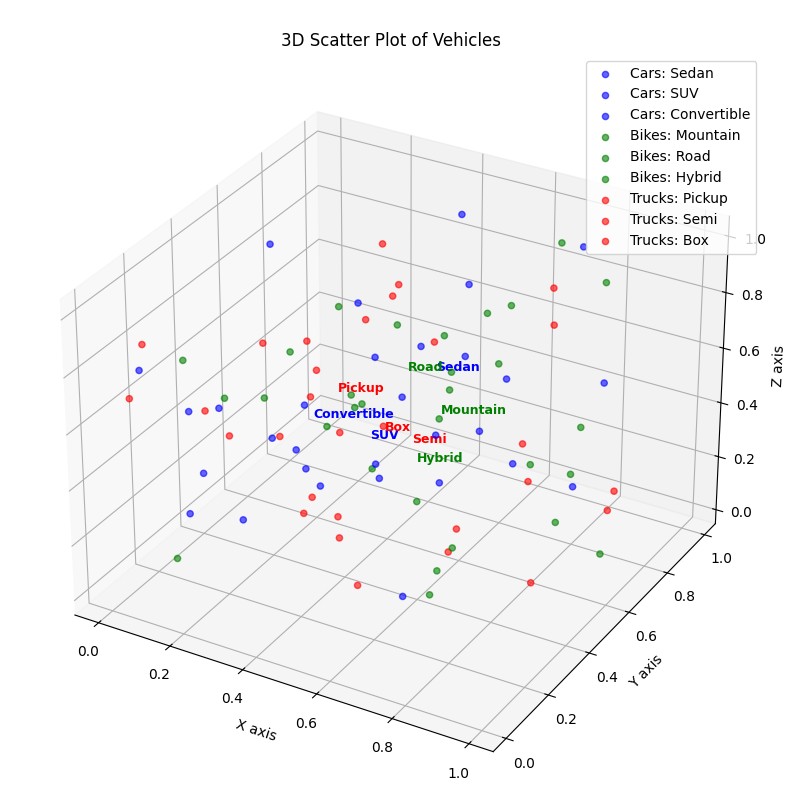 3D Scatter Plot of Vehicles
Cars: Sedan
Cars: SUV
Cars: Convertible
Bikes: Mountain
Bikes: Road
Bikes: Hybrid
Trucks: Pickup
Trucks: Semi
Trucks: Box
1.0
0.8
0.6
0.4
0.2
0.0
Z axis
Road
Sedan
Pickup
Mountain
Convertible
Box
SUV
Semi
Hybrid
0.0
0.2
0.4
0.6
0.8
1.0
X axis
0.0
0.2
0.4
0.6
0.8
1.0
Y axis